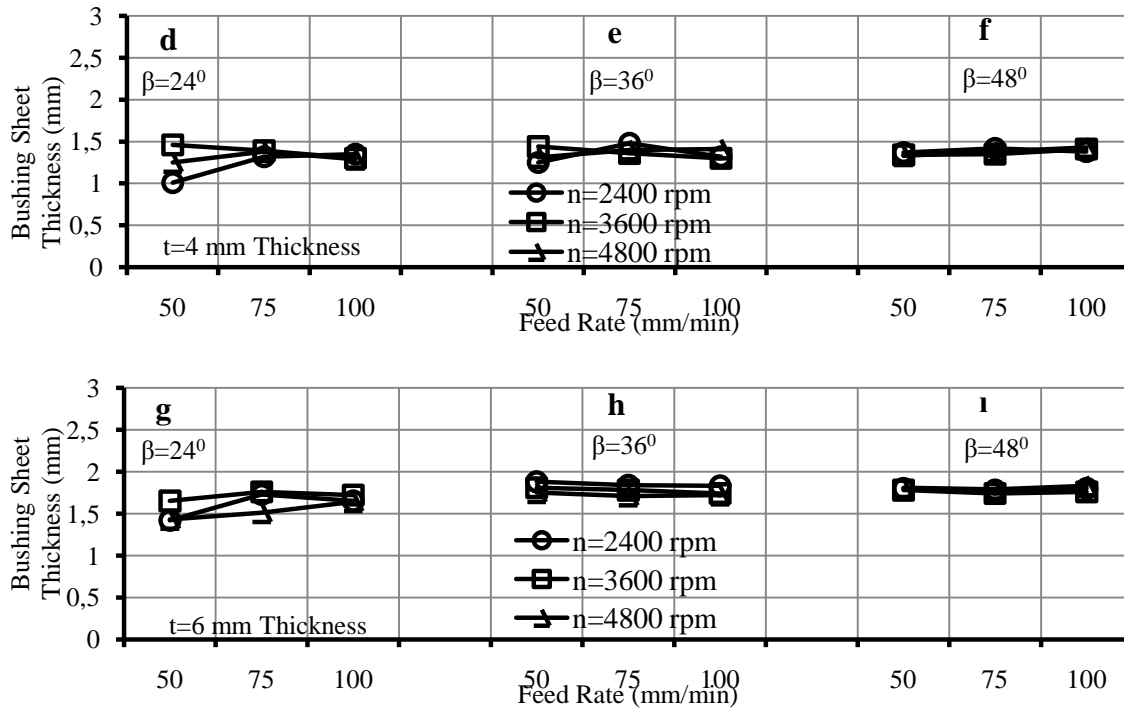 3
2,5
2
1,5
1
0,5
0
Bushing Sheet
Thickness (mm)
d
e
f
β=24⁰
β=36⁰
β=48⁰
n=2400 rpm
n=3600 rpm
n=4800 rpm
t=4 mm Thickness
50 75 100 50 75 100 50 75 100
Feed Rate (mm/min)
3
2,5
2
1,5
1
0,5
0
Bushing Sheet
Thickness (mm)
g
h
ı
β=24⁰
β=36⁰
β=48⁰
n=2400 rpm
n=3600 rpm
n=4800 rpm
t=6 mm Thickness
50 75 100 50 75 100 50 75 100
Feed Rate (mm/min)